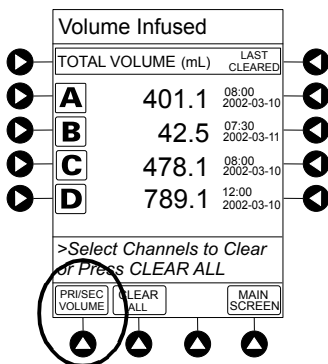 Volume Infused
TOTAL VOLUME (mL) LAST CLEARED
A 401.1 08:00 2002-03-10
B 42.5 07:30 2002-03-11
C 478.1 08:00 2002-03-10
D 789.1 12:00 2002-03-10
>Select Channels to Clear
or Press CLEAR ALL
PRI/SEC VOLUME CLEAR ALL MAIN SCREEN